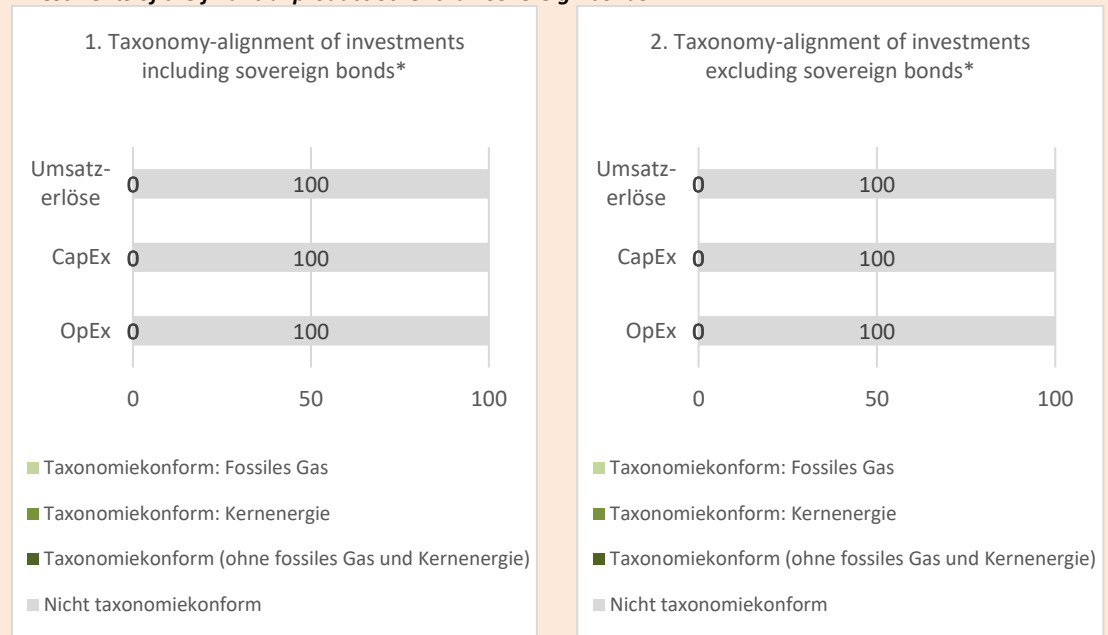 1. Taxonomy-alignment of investments
including sovereign bonds*
Umsatz-
erlöse
0
100
CapEx
0
100
OpEx
0
100
0
50
100
Taxonomiekonform: Fossiles Gas
Taxonomiekonform: Kernenergie
Taxonomiekonform (ohne fossiles Gas und Kernenergie)
Nicht taxonomiekonform
2. Taxonomy-alignment of investments
excluding sovereign bonds*
Umsatz-
erlöse
0
100
CapEx
0
100
OpEx
0
100
0
50
100
Taxonomiekonform: Fossiles Gas
Taxonomiekonform: Kernenergie
Taxonomiekonform (ohne fossiles Gas und Kernenergie)
Nicht taxonomiekonform